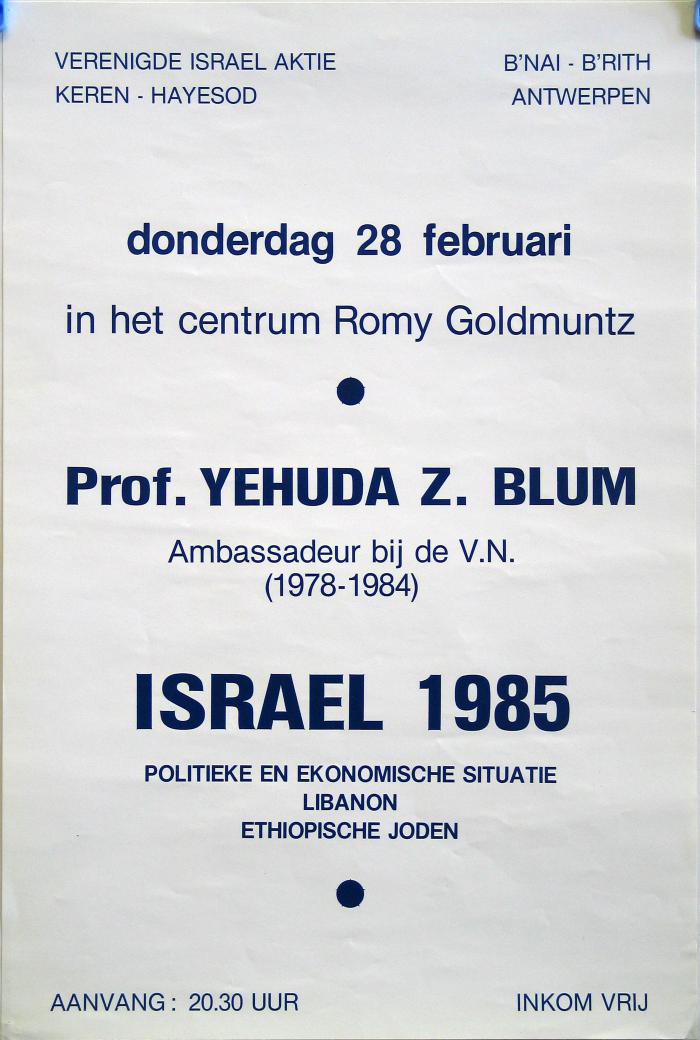 VERENIGDE ISRAEL AKTIE
KEREN - HAYESOD
B'NAI - B'RITH
ANTWERPEN
donderdag 28 februari
in het centrum Romy Goldmuntz
Prof. YEHUDA Z. BLUM
Ambassadeur bij de V.N.
(1978-1984)
ISRAEL 1985
POLITIEKE EN EKONOMISCHE SITUATIE
LIBANON
ETHIOPISCHE JODEN
AANVANG : 20.30 UUR
INKOM VRIJ